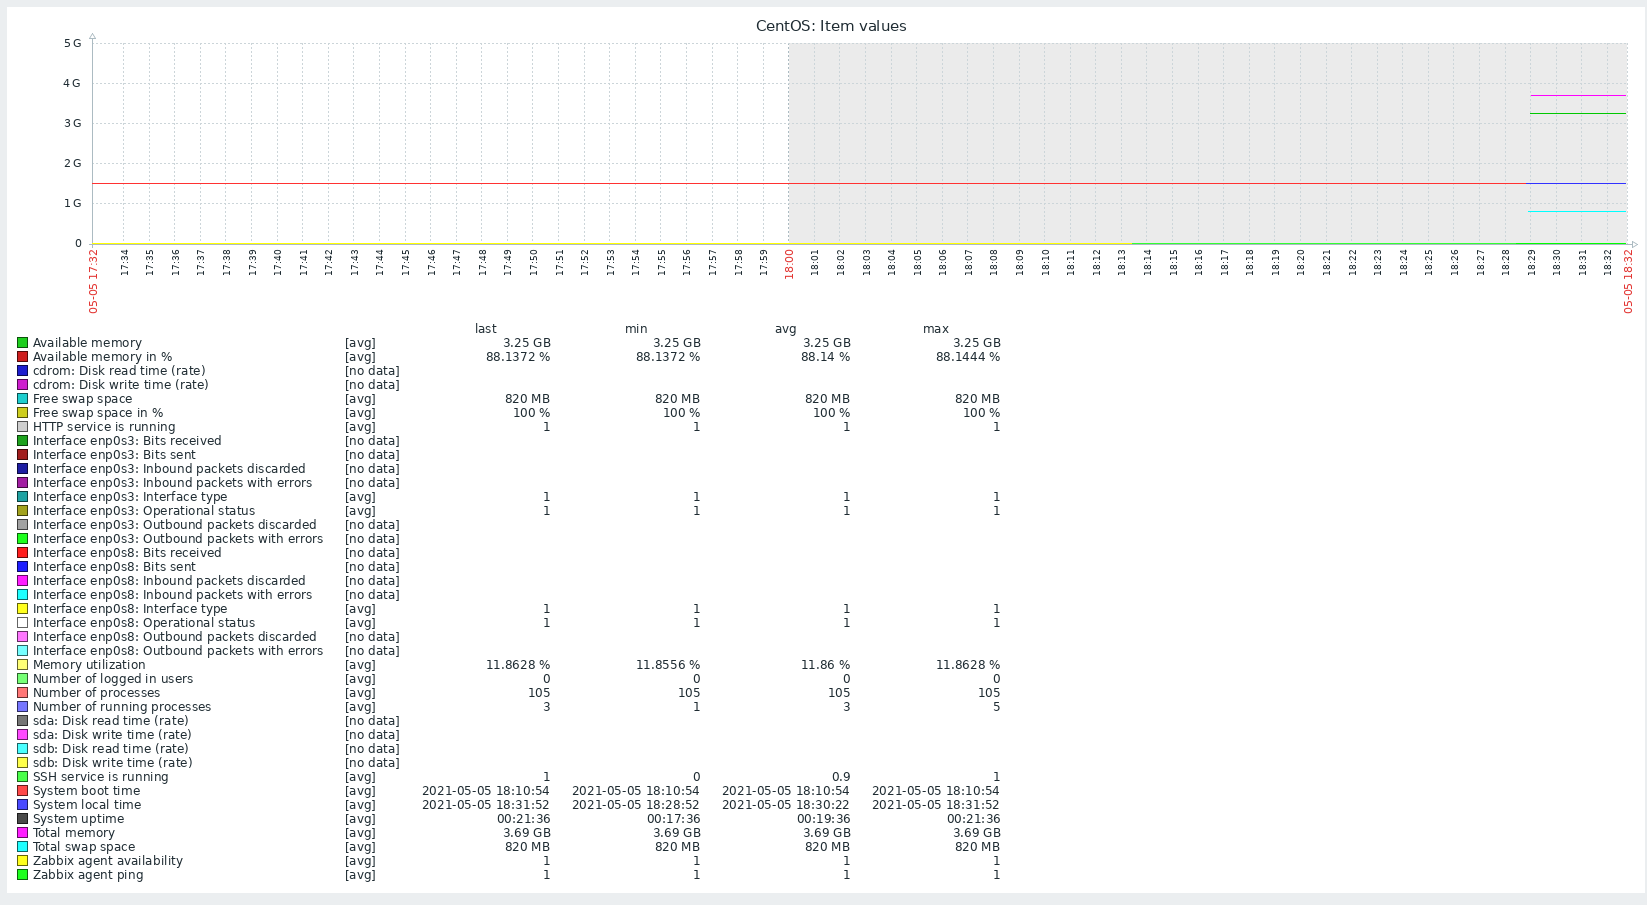 CentOS: Item values
5 G
4 G
3 G
2 G
1 G
0
05-05 17:32 17:34 17:35 17:36 17:37 17:38 17:39 17:40 17:41 17:42 17:43 17:44 17:45 17:46 17:47 17:48 17:49 17:50 17:51 17:52 17:53 17:54 17:55 17:56 17:57 17:58 17:59 18:00 18:01 18:02 18:03 18:04 18:05 18:06 18:07 18:08 18:09 18:10 18:11 18:12 18:13 18:14 18:15 18:16 18:17 18:18 18:19 18:20 18:21 18:22 18:23 18:24 18:25 18:26 18:27 18:28 18:29 18:30 18:31 18:32 05-05 18:32
last min avg max
Available memory [avg] 3.25 GB 3.25 GB 3.25 GB 3.25 GB
Available memory in % [avg] 88.1372 % 88.1372 % 88.14 % 88.1444 %
cdrom: Disk read time (rate) [no data]
cdrom: Disk write time (rate) [no data]
Free swap space [avg] 820 MB 820 MB 820 MB 820 MB
Free swap space in % [avg] 100 % 100 % 100 % 100 %
HTTP service is running [avg] 1 1 1 1
Interface enp0s3: Bits received [no data]
Interface enp0s3: Bits sent [no data]
Interface enp0s3: Inbound packets discarded [no data]
Interface enp0s3: Inbound packets with errors [no data]
Interface enp0s3: Interface type [avg] 1 1 1 1
Interface enp0s3: Operational status [avg] 1 1 1 1
Interface enp0s3: Outbound packets discarded [no data]
Interface enp0s3: Outbound packets with errors [no data]
Interface enp0s8: Bits received [no data]
Interface enp0s8: Bits sent [no data]
Interface enp0s8: Inbound packets discarded [no data]
Interface enp0s8: Inbound packets with errors [no data]
Interface enp0s8: Interface type [avg] 1 1 1 1
Interface enp0s8: Operational status [avg] 1 1 1 1
Interface enp0s8: Outbound packets discarded [no data]
Interface enp0s8: Outbound packets with errors [no data]
Memory utilization [avg] 11.8628 % 11.8556 % 11.86 % 11.8628 %
Number of logged in users [avg] 0 0 0 0
Number of processes [avg] 105 105 105 105
Number of running processes [avg] 3 1 3 5
sda: Disk read time (rate) [no data]
sda: Disk write time (rate) [no data]
sdb: Disk read time (rate) [no data]
sdb: Disk write time (rate) [no data]
SSH service is running [avg] 1 0 0.9 1
System boot time [avg] 2021-05-05 18:10:54 2021-05-05 18:10:54 2021-05-05 18:10:54 2021-05-05 18:10:54
System local time [avg] 2021-05-05 18:31:52 2021-05-05 18:28:52 2021-05-05 18:30:22 2021-05-05 18:31:52
System uptime [avg] 00:21:36 00:17:36 00:19:36 00:21:36
Total memory [avg] 3.69 GB 3.69 GB 3.69 GB 3.69 GB
Total swap space [avg] 820 MB 820 MB 820 MB 820 MB
Zabbix agent availability [avg] 1 1 1 1
Zabbix agent ping [avg] 1 1 1 1